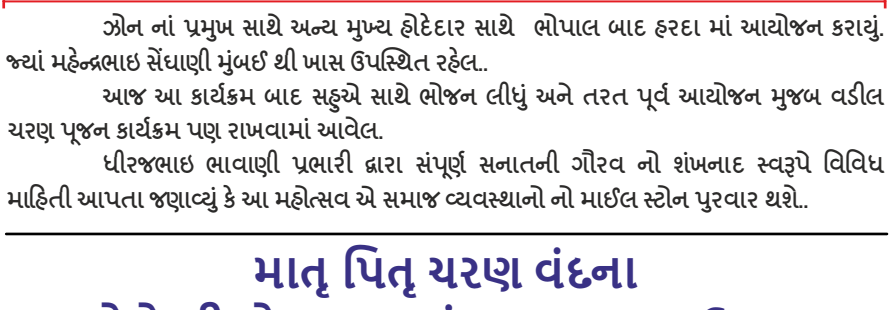 ઝોન નાં પ્રમુખ સાથે અન્ય મુખ્ય હોદેદાર સાથે ભોપાલ બાદ હરદા માં આયોજન કરાયું.
જ્યાં મહેન્દ્રભાઇ સેંઘાણી મુંબઈ થી ખાસ ઉપસ્થિત રહેલ..
આજ આ કાર્યક્રમ બાદ સહુએ સાથે ભોજન લીધું અને તરત પૂર્વ આયોજન મુજબ વડીલ
ચરણ પૂજન કાર્યક્રમ પણ રાખવામાં આવેલ.
ધીરજભાઇ ભાવાણી પ્રભારી દ્વારા સંપૂર્ણ સનાતની ગૌરવ નો શંખનાદ સ્વરૂપે વિવિધ
માહિતી આપતા જણાવ્યું કે આ મહોત્સવ એ સમાજ વ્યવસ્થાનો નો માઈલ સ્ટોન પુરવાર થશે..
માતૃ પિતૃ ચરણ વંદના